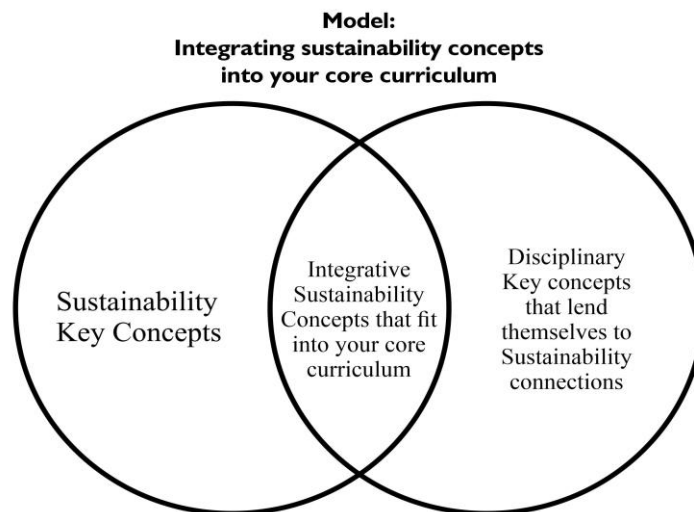 Model:
Integrating sustainability concepts
into your core curriculum
Sustainability
Key Concepts
Integrative
Sustainability
Concepts that fit
into your core
curriculum
Disciplinary
Key concepts
that lend
themselves to
Sustainability
connections